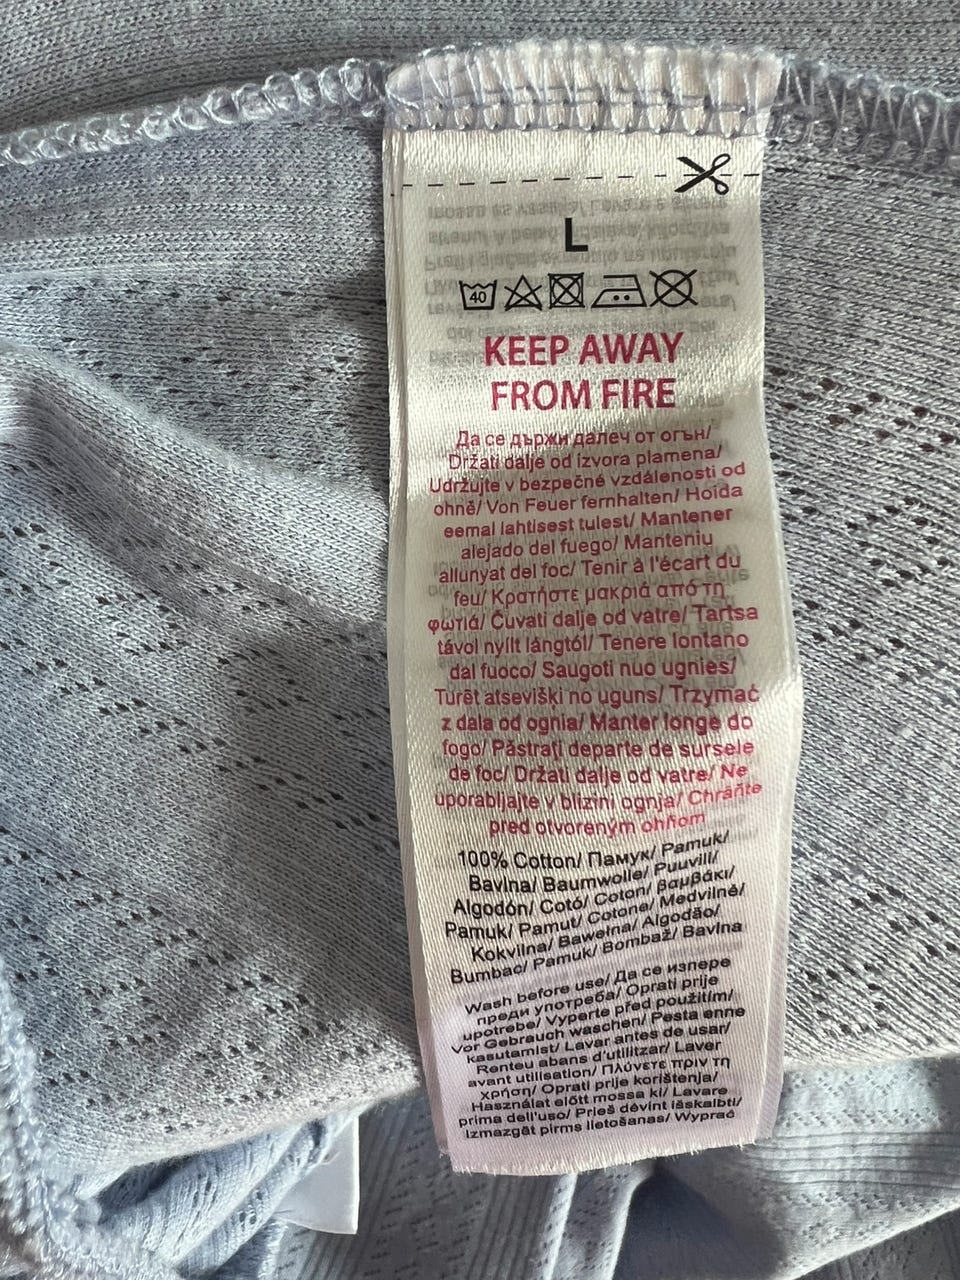 L
40
KEEP AWAY
FROM FIRE
Да се държи далеч от огън/
Držati dalje od izvora plamena/
Udržujte v bezpečné vzdálenosti od
ohně/ Von Feuer fernhalten/ Hoida
eemal lahtisest tulest/ Mantener
alejado del fuego/ Manteniu
allunyat del foc/ Tenir à l'écart du
feu/ Κρατήστε μακριά από τη
φωτιά/ Čuvati dalje od vatre/ Tartsa
távol nyílt lángtól/ Tenere lontano
dal fuoco/ Saugoti nuo ugnies/
Turēt atsevišķi no uguns/ Trzymać
z dala od ognia/ Manter longe do
fogo/ Păstraţi departe de sursele
de foc/ Držati dalje od vatre/ Ne
uporabljajte v blizini ognja/ Chráňte
pred otvoreným ohňom
100% Cotton/ Памук/ Pamuk/
Bavlna/ Baumwolle/ Puuvill/
Algodón/ Cotó/ Coton/ βαμβάκι/
Pamuk/ Pamut/ Cotone/ Medvilnė/
Kokvilna/ Bawełna/ Algodão/
Bumbac/ Pamuk/ Bombaž/ Bavlna
Wash before use/ Да се изпере
преди употреба/ Oprati prije
upotrebe/ Vyperte před použitím/
Vor Gebrauch waschen/ Pesta enne
kasutamist/ Lavar antes de usar/
Renteu abans d'utilitzar/ Laver
avant utilisation/ Πλύνετε πριν τη
χρήση/ Oprati prije korištenja/
Használat előtt mossa ki/ Lavare
prima dell'uso/ Prieš dėvint išskalbti/
Izmazgāt pirms lietošanas/ Wyprać